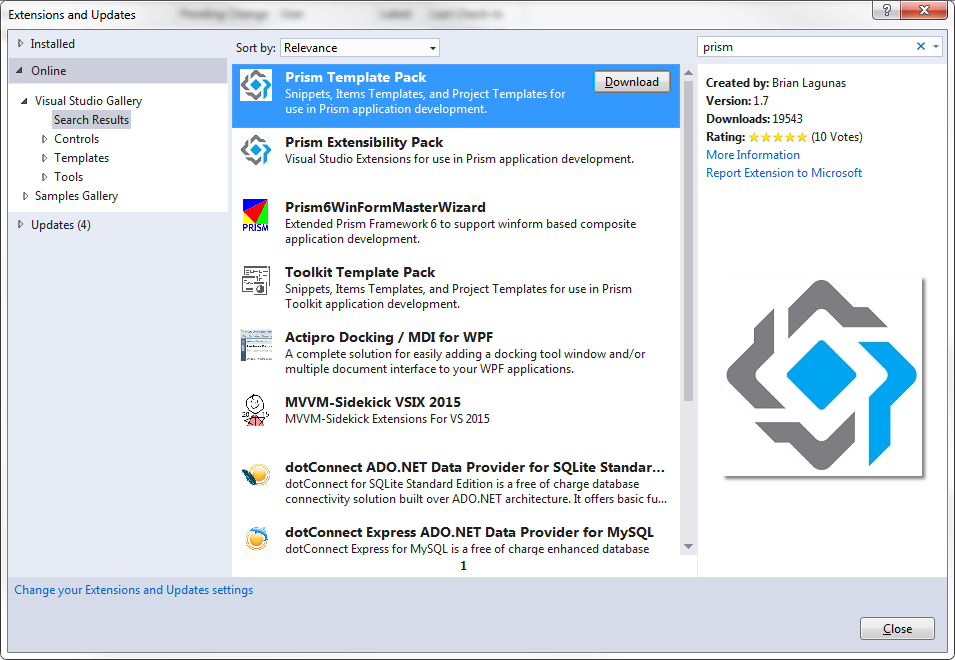 Extensions and Updates
Installed
Online
Visual Studio Gallery
Search Results
Controls
Templates
Tools
Samples Gallery
Updates (4)
Sort by: Relevance
Prism Template Pack
Download
Snippets, Items Templates, and Project Templates for
use in Prism application development.
Prism Extensibility Pack
Visual Studio Extensions for use in Prism application development.
PRISM
Prism6WinFormMasterWizard
Extended Prism Framework 6 to support winform based composite
application development.
Toolkit Template Pack
Snippets, Items Templates, and Project Templates for use in Prism
Toolkit application development.
Actipro Docking / MDI for WPF
A complete solution for easily adding a docking tool window and/or
multiple document interface to your WPF applications.
MVVM-Sidekick VSIX 2015
MVVM-Sidekick Extensions For VS 2015
dotConnect ADO.NET Data Provider for SQLite Standar...
dotConnect for SQLite Standard Edition is a free of charge database
connectivity solution built over ADO.NET architecture. It offers basic fu...
dotConnect Express ADO.NET Data Provider for MySQL
dotConnect Express for MySQL is a free of charge enhanced database
1
prism
Created by: Brian Lagunas
Version: 1.7
Downloads: 19543
Rating: (10 Votes)
More Information
Report Extension to Microsoft
Change your Extensions and Updates settings
Close